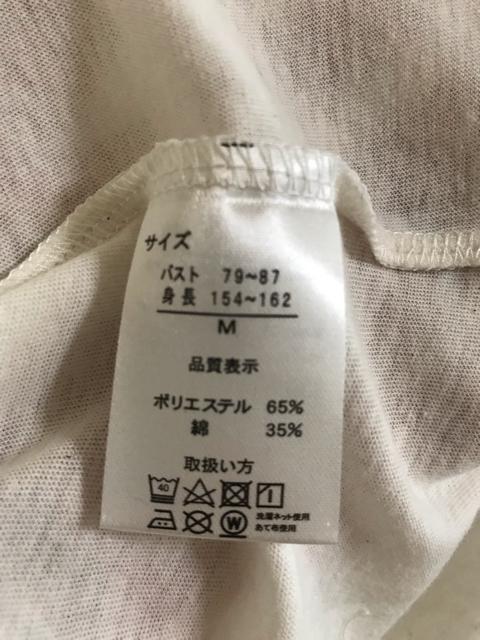 サイズ
バスト 79~87
身長 154~162
M
品質表示
ポリエステル 65%
綿 35%
取扱い方
40
洗濯ネット使用
W
あて布使用